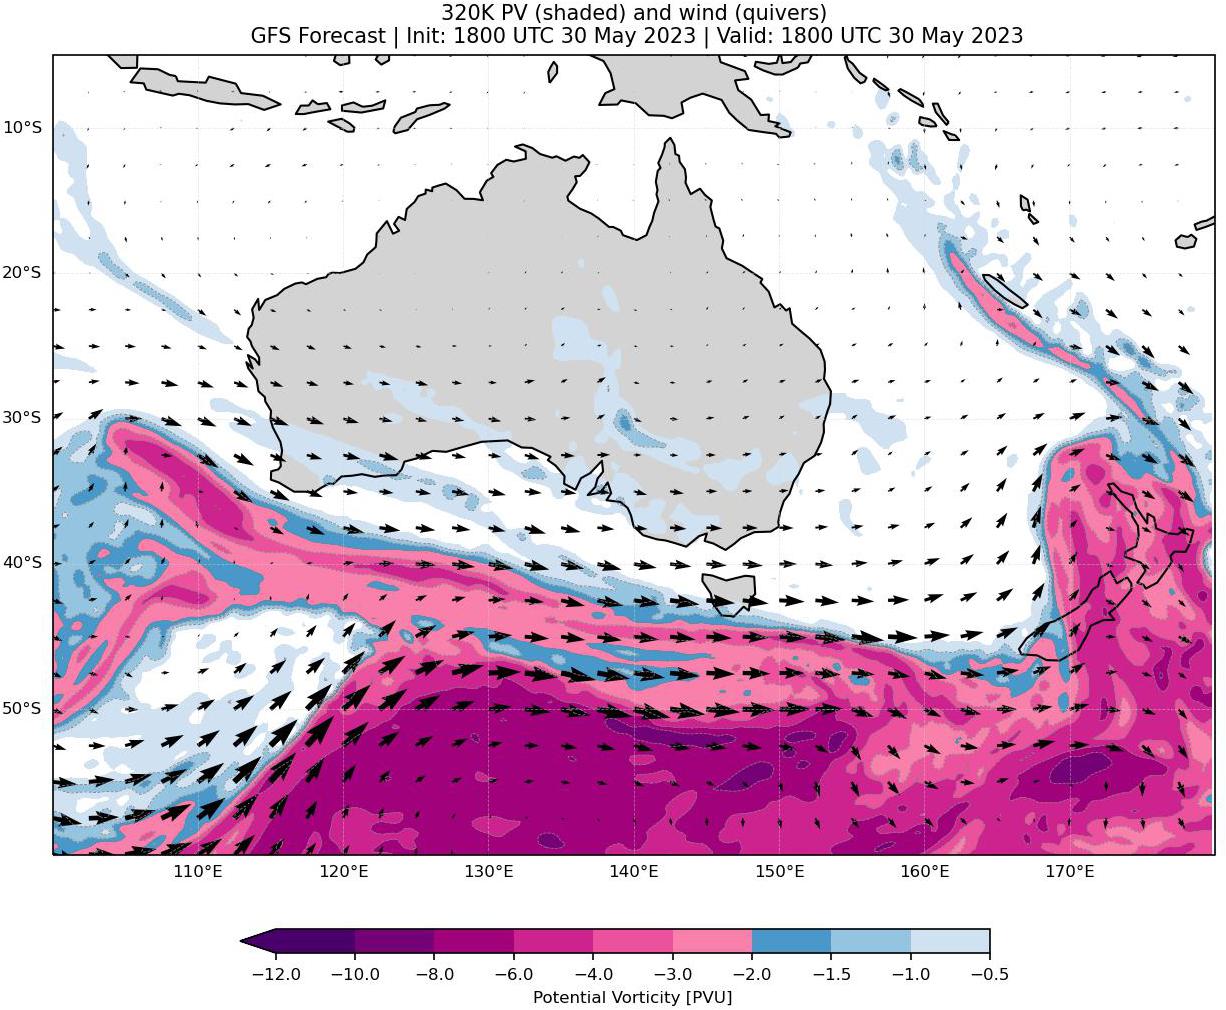 320K PV (shaded) and wind (quivers)
GFS Forecast | Init: 1800 UTC 30 May 2023 | Valid: 1800 UTC 30 May 2023
10°S
20°S
30°S
40°S
50°S
110°E 120°E 130°E 140°E 150°E 160°E 170°E
−12.0 −10.0 −8.0 −6.0 −4.0 −3.0 −2.0 −1.5 −1.0 −0.5
Potential Vorticity [PVU]